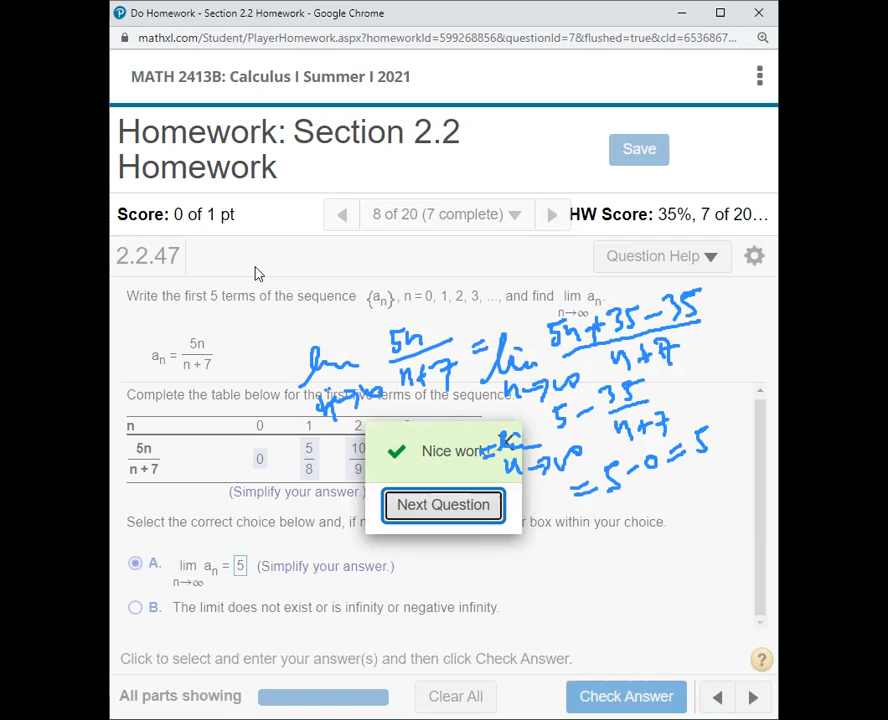 Do Homework - Section 2.2 Homework - Google Chrome
mathxl.com/Student/PlayerHomework.aspx?homeworkId=599268856&questionId=7&flushed=true&cId=6536867...
MATH 2413B: Calculus I Summer I 2021
Homework: Section 2.2
Homework
Save
Score: 0 of 1 pt
8 of 20 (7 complete)
HW Score: 35%, 7 of 20...
2.2.47
Question Help
Write the first 5 terms of the sequence {aₙ}, n = 0, 1, 2, 3, ..., and find lim aₙ.
n→∞
aₙ = 5n / n + 7
lim n→∞ 5n / n+7 = lim n→∞ 5n+35-35 / n+7
= lim n→∞ 5 - 35 / n+7
= 5 - 0 = 5
Complete the table below for the first five terms of the sequence.
n 0 1 2
5n / n + 7 0 5/8 10/9
(Simplify your answer.)
Nice work!
Next Question
Select the correct choice below and, if box within your choice.
A. lim aₙ = 5 (Simplify your answer.)
n→∞
B. The limit does not exist or is infinity or negative infinity.
Click to select and enter your answer(s) and then click Check Answer.
?
All parts showing
Clear All
Check Answer